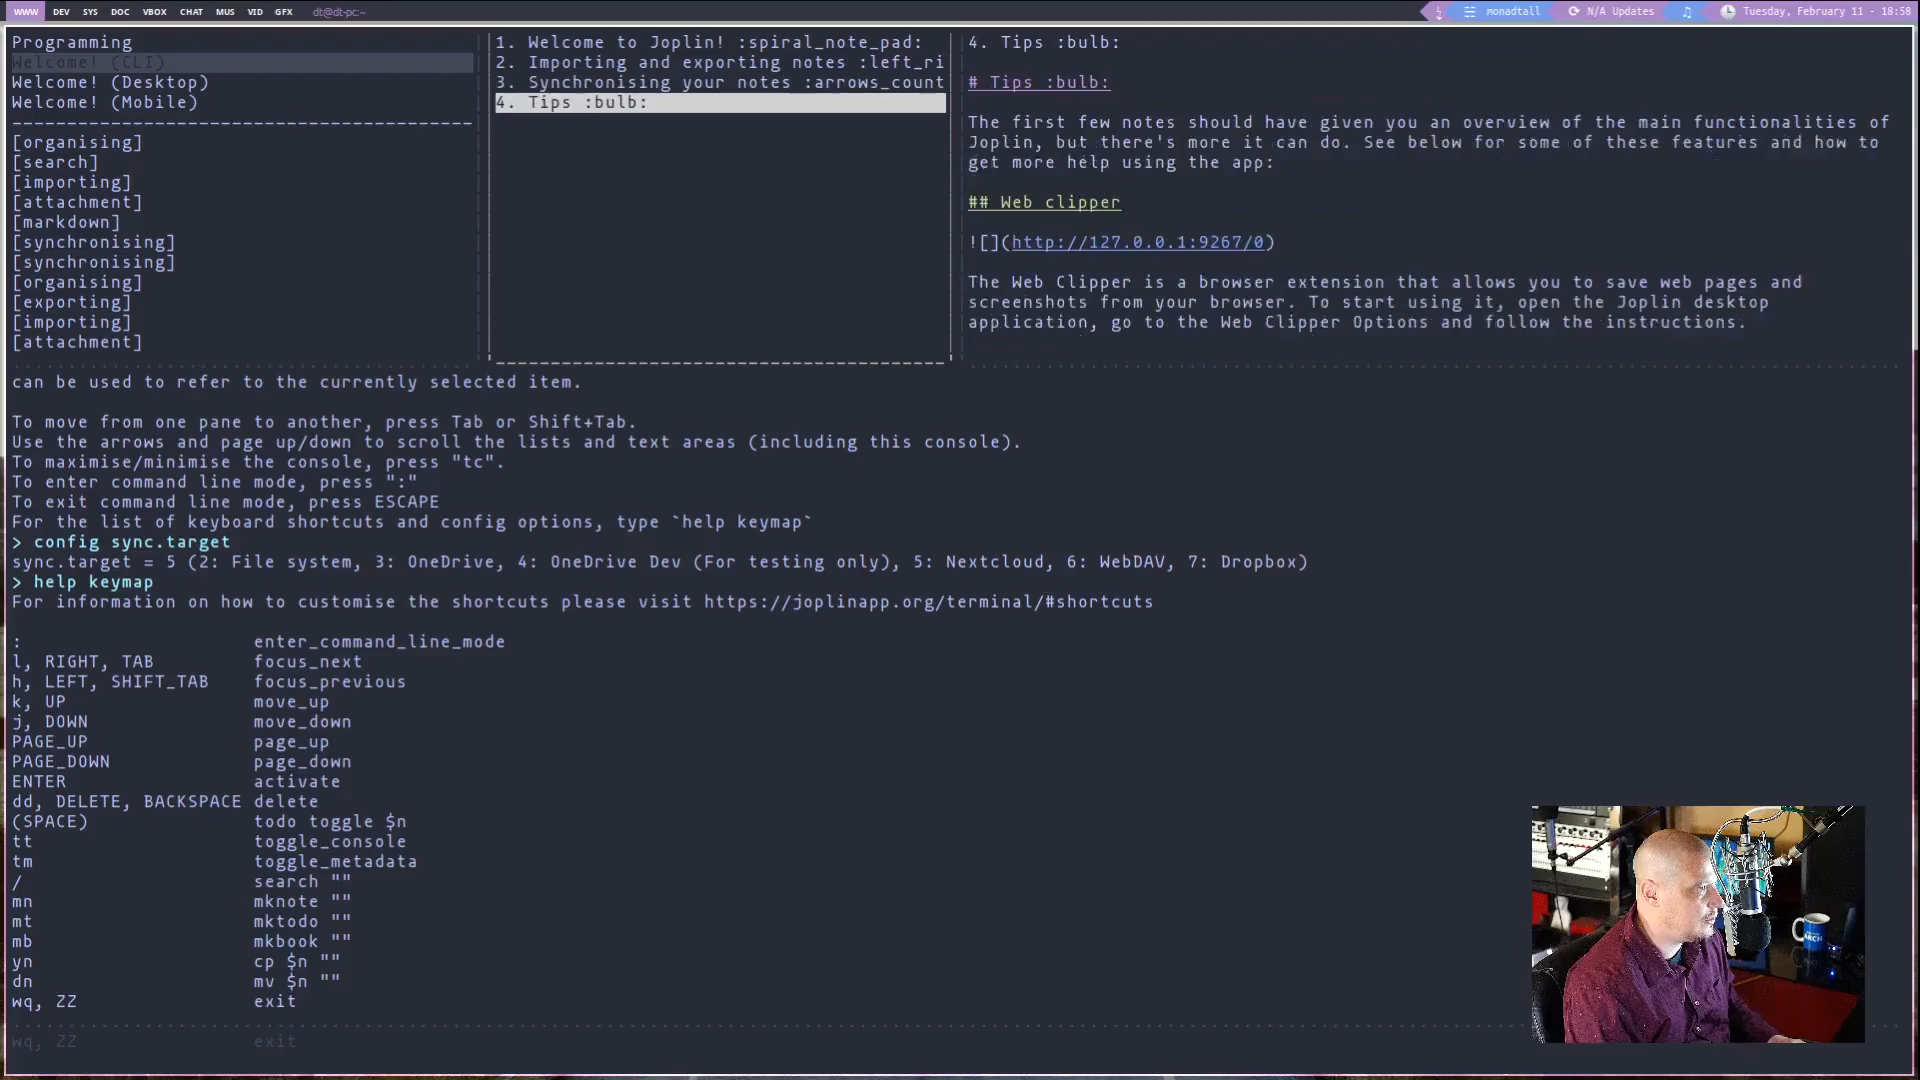 WWW DEV SYS DOC VBOX CHAT MUS VID GFX dt@dt-pc:~
monadtall N/A Updates Tuesday, February 11 - 18:58
Programming
Welcome! (CLI)
Welcome! (Desktop)
Welcome! (Mobile)
[organising]
[search]
[importing]
[attachment]
[markdown]
[synchronising]
[synchronising]
[organising]
[exporting]
[importing]
[attachment]
1. Welcome to Joplin! :spiral_note_pad:
2. Importing and exporting notes :left_ri
3. Synchronising your notes :arrows_count
4. Tips :bulb:
4. Tips :bulb:
# Tips :bulb:
The first few notes should have given you an overview of the main functionalities of
Joplin, but there's more it can do. See below for some of these features and how to
get more help using the app:
## Web clipper
![](http://127.0.0.1:9267/0)
The Web Clipper is a browser extension that allows you to save web pages and
screenshots from your browser. To start using it, open the Joplin desktop
application, go to the Web Clipper Options and follow the instructions.
can be used to refer to the currently selected item.
To move from one pane to another, press Tab or Shift+Tab.
Use the arrows and page up/down to scroll the lists and text areas (including this console).
To maximise/minimise the console, press "tc".
To enter command line mode, press ":"
To exit command line mode, press ESCAPE
For the list of keyboard shortcuts and config options, type `help keymap`
> config sync.target
sync.target = 5 (2: File system, 3: OneDrive, 4: OneDrive Dev (For testing only), 5: Nextcloud, 6: WebDAV, 7: Dropbox)
> help keymap
For information on how to customise the shortcuts please visit https://joplinapp.org/terminal/#shortcuts
: enter_command_line_mode
l, RIGHT, TAB focus_next
h, LEFT, SHIFT_TAB focus_previous
k, UP move_up
j, DOWN move_down
PAGE_UP page_up
PAGE_DOWN page_down
ENTER activate
dd, DELETE, BACKSPACE delete
(SPACE) todo toggle $n
tt toggle_console
tm toggle_metadata
/ search ""
mn mknote ""
mt mktodo ""
mb mkbook ""
yn cp $n ""
dn mv $n ""
wq, ZZ exit
wq, ZZ exit
ARCH